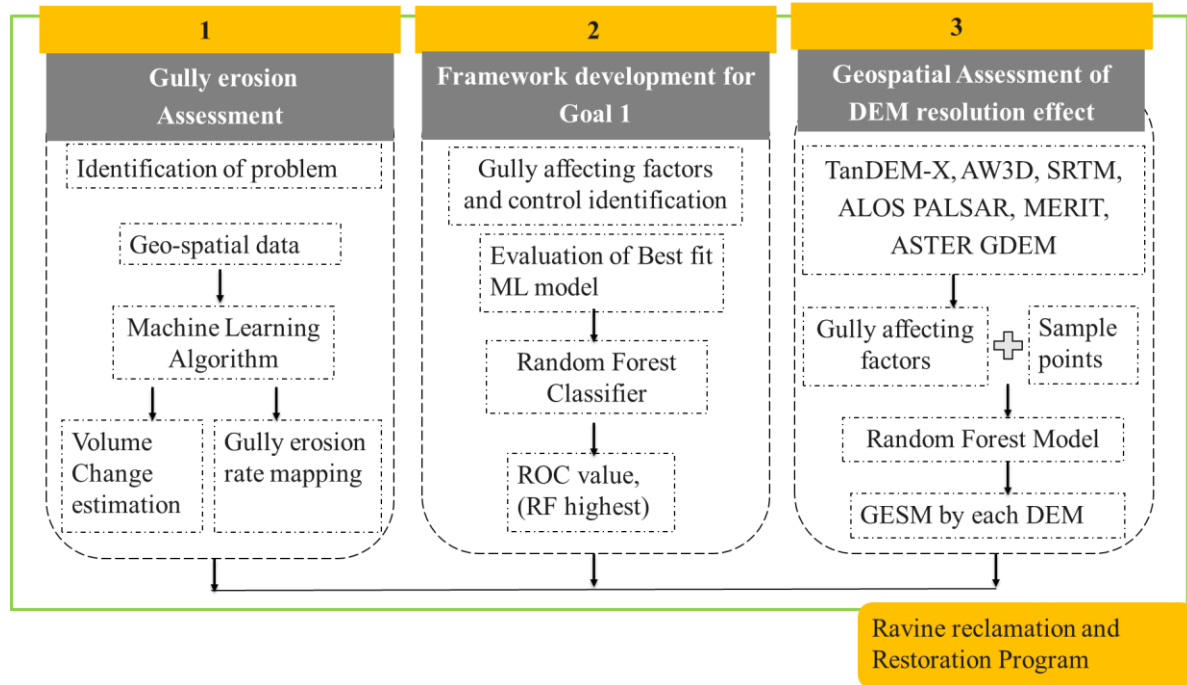 1
Gully erosion
Assessment
Identification of problem
Geo-spatial data
Machine Learning
Algorithm
Volume
Change
estimation
Gully erosion
rate mapping
2
Framework development for
Goal 1
Gully affecting factors
and control identification
Evaluation of Best fit
ML model
Random Forest
Classifier
ROC value,
(RF highest)
3
Geospatial Assessment of
DEM resolution effect
TanDEM-X, AW3D, SRTM,
ALOS PALSAR, MERIT,
ASTER GDEM
Gully affecting
factors
Sample
points
Random Forest Model
GESM by each DEM
Ravine reclamation and
Restoration Program